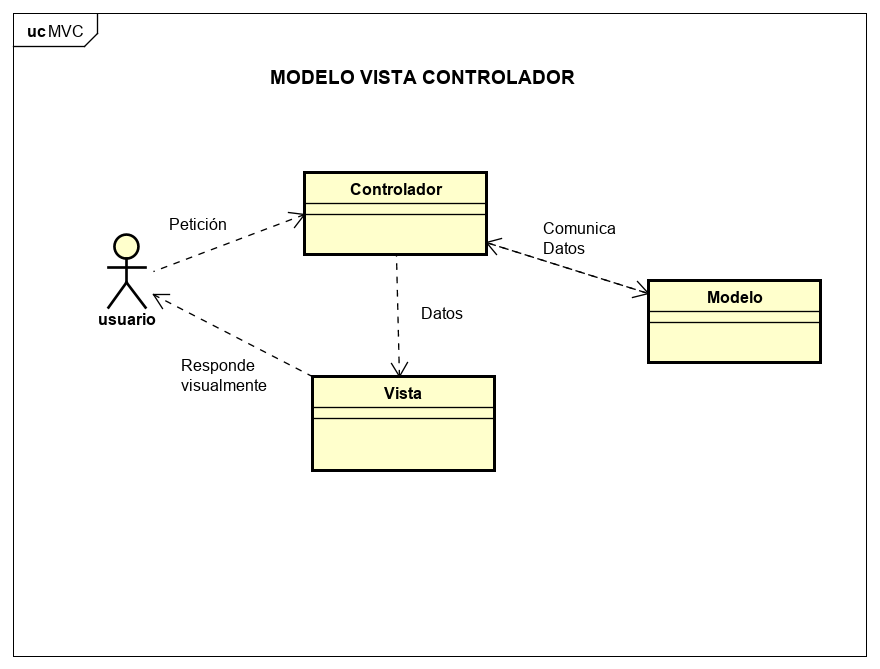 uc MVC
MODELO VISTA CONTROLADOR
Controlador
Petición
Comunica
Datos
Modelo
usuario
Datos
Responde
visualmente
Vista